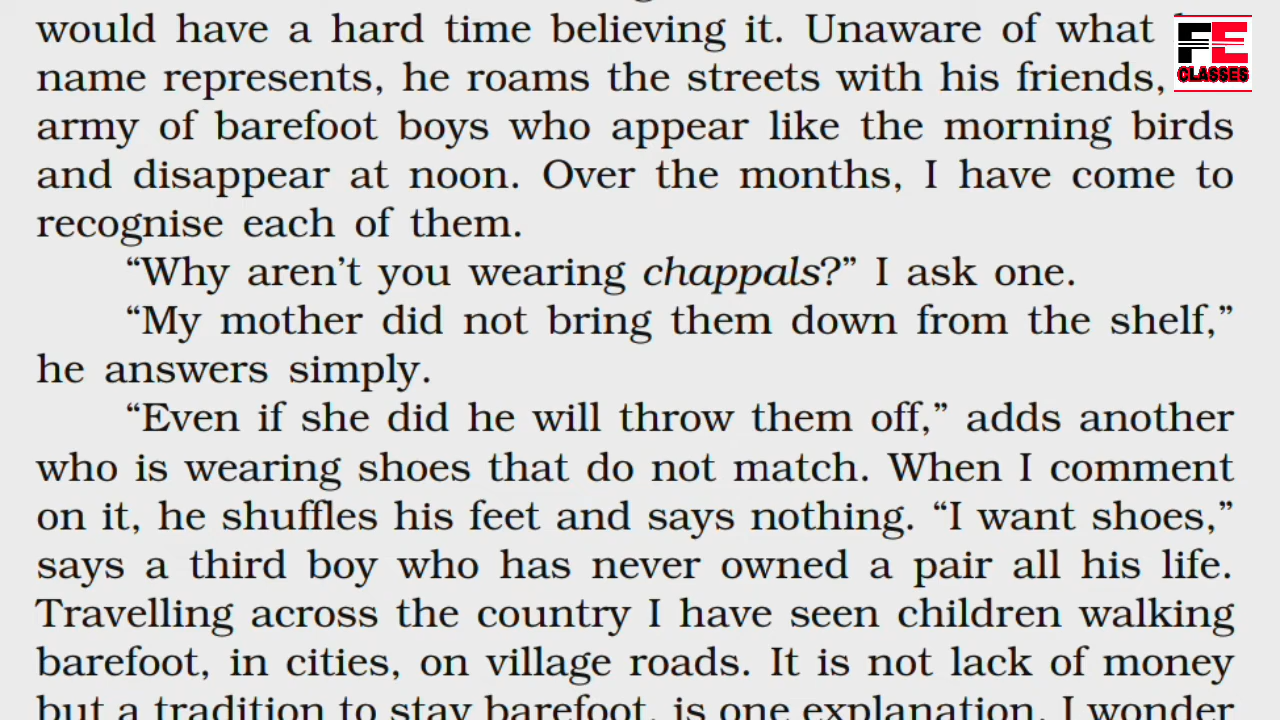 would have a hard time believing it. Unaware of what
name represents, he roams the streets with his friends,
army of barefoot boys who appear like the morning birds
and disappear at noon. Over the months, I have come to
recognise each of them.
“Why aren’t you wearing chappals?” I ask one.
“My mother did not bring them down from the shelf,”
he answers simply.
“Even if she did he will throw them off,” adds another
who is wearing shoes that do not match. When I comment
on it, he shuffles his feet and says nothing. “I want shoes,”
says a third boy who has never owned a pair all his life.
Travelling across the country I have seen children walking
barefoot, in cities, on village roads. It is not lack of money
but a tradition to stay barefoot, is one explanation. I wonder
FE
CLASSES